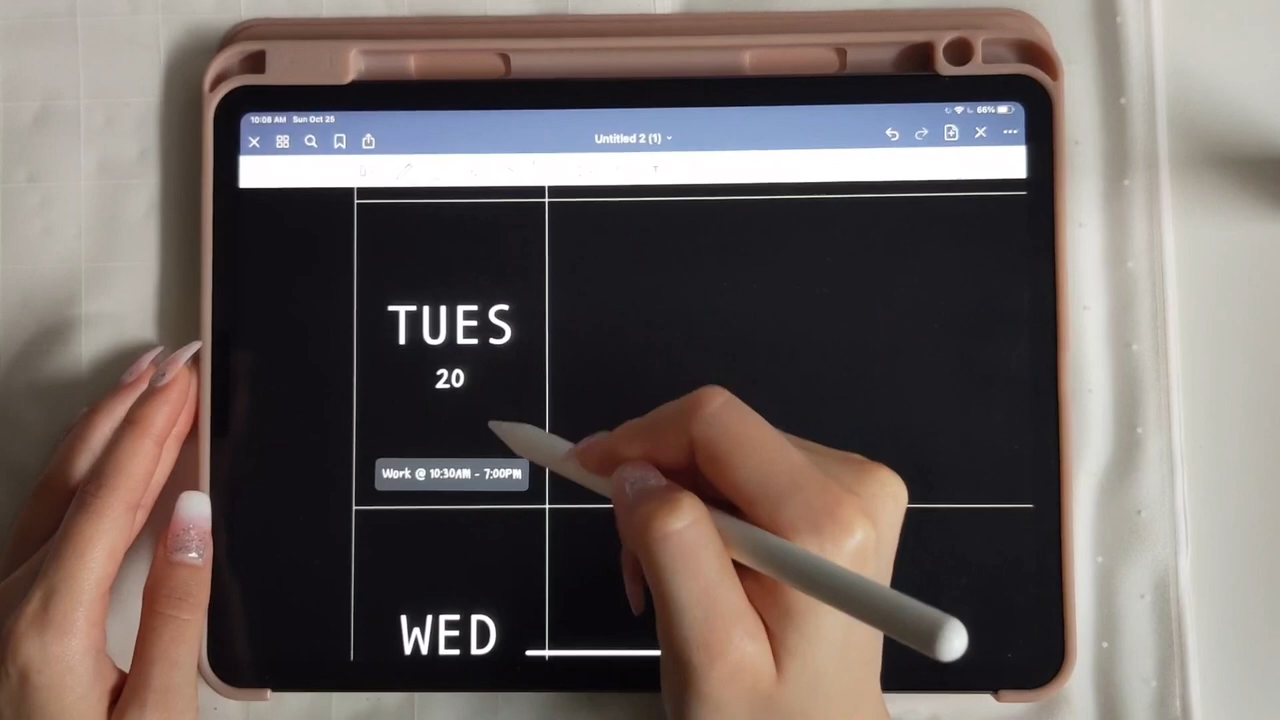 10:08 AM Sun Oct 25
66%
Untitled 2 (1)
T
TUES
20
Work @ 10:30AM - 7:00PM
WED